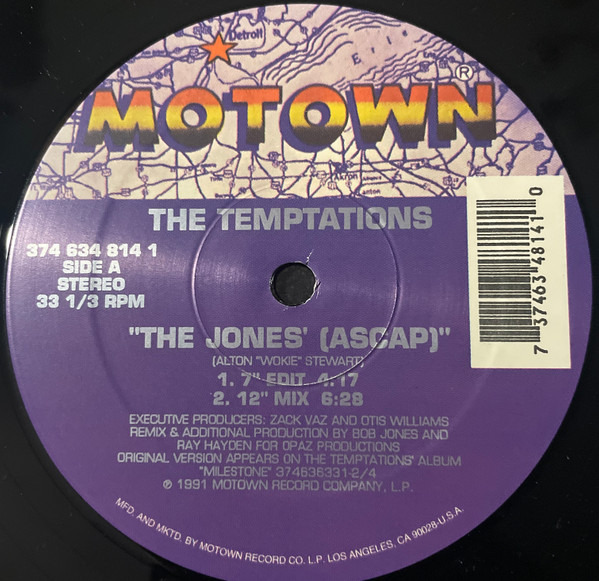 Detroit
Erie
MOTOWN®
Akron
THE TEMPTATIONS
374 634 814 1
SIDE A
STEREO
33 1/3 RPM
7 37463 48141 0
"THE JONES' (ASCAP)"
(ALTON "WOKIE" STEWART)
1. 7" EDIT 4:17
2. 12" MIX 6:28
EXECUTIVE PRODUCERS: ZACK VAZ AND OTIS WILLIAMS
REMIX & ADDITIONAL PRODUCTION BY BOB JONES AND
RAY HAYDEN FOR OPAZ PRODUCTIONS
ORIGINAL VERSION APPEARS ON THE TEMPTATIONS' ALBUM
"MILESTONE" 374636331-2/4
℗ 1991 MOTOWN RECORD COMPANY, L.P.
MFD. AND MKTD. BY MOTOWN RECORD CO. L.P. LOS ANGELES, CA 90028-U.S.A.